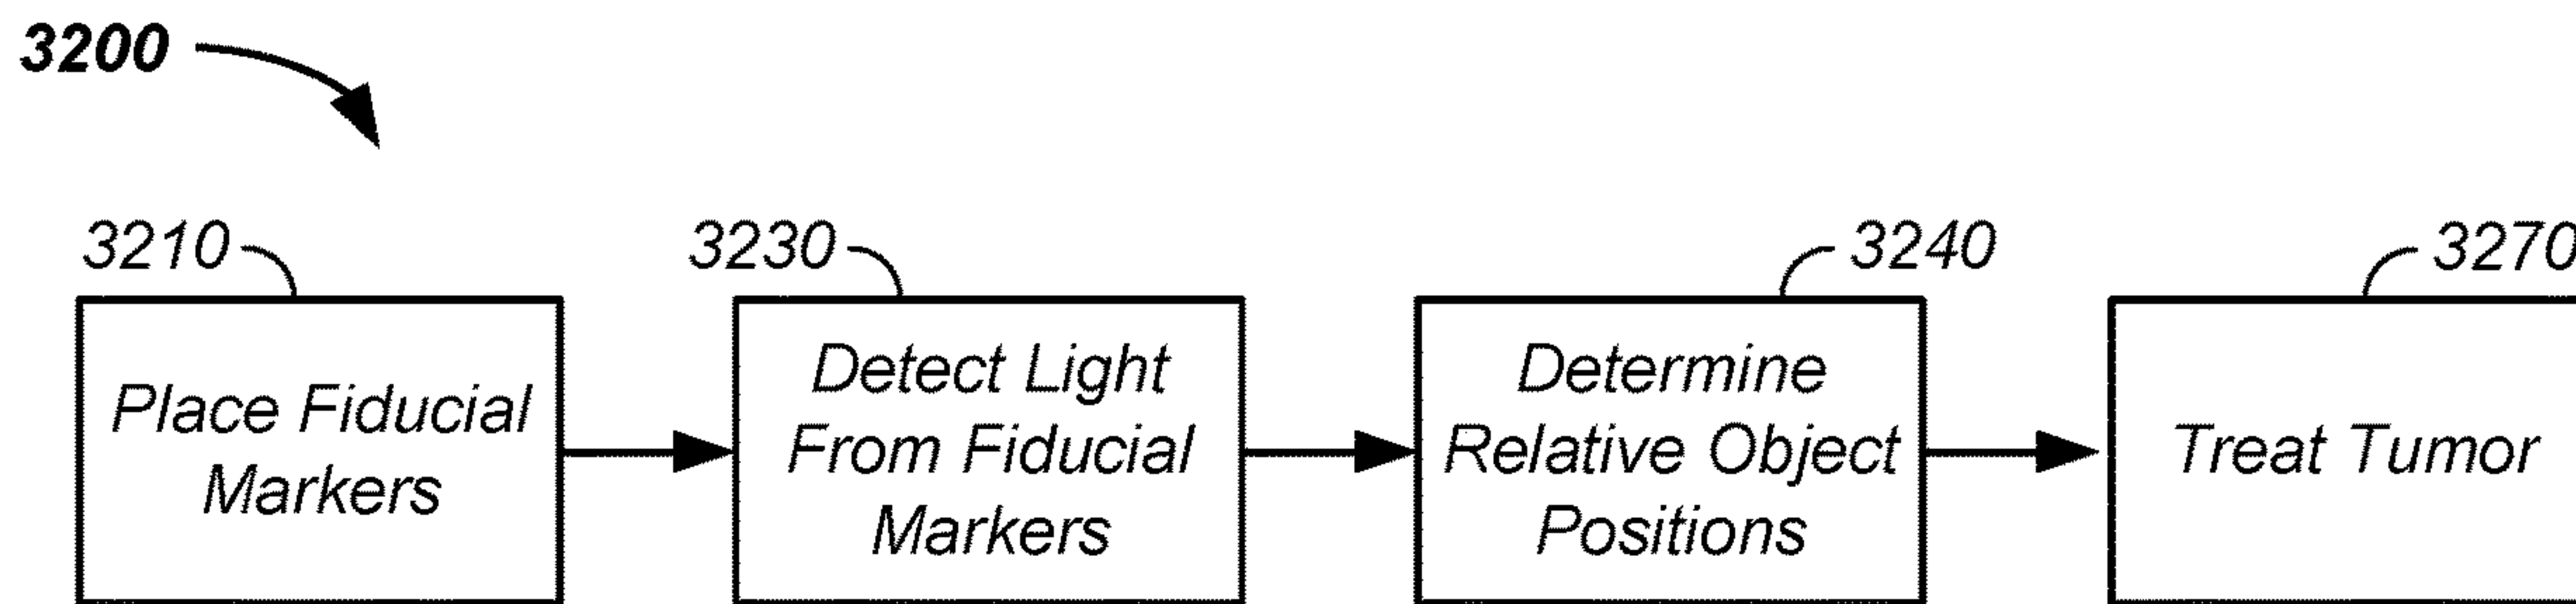 3200
3210
3230
3240
3270
Place Fiducial
Markers
Detect Light
From Fiducial
Markers
Determine
Relative Object
Positions
Treat Tumor